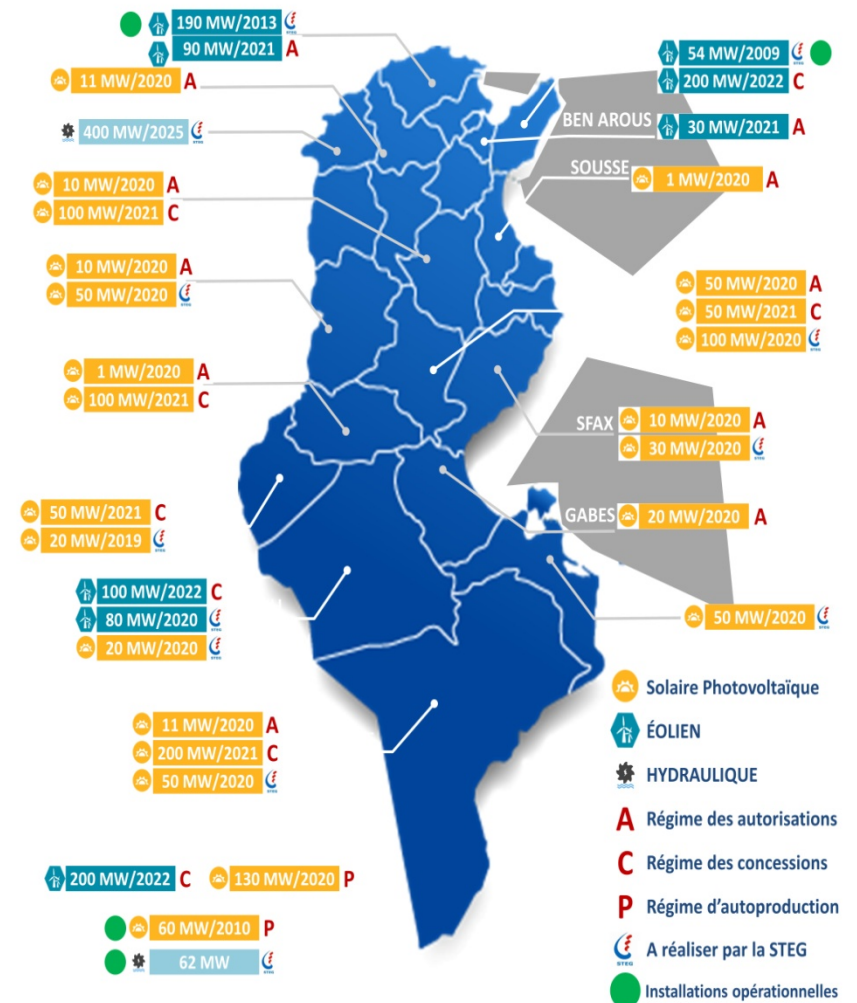 190 MW/2013
90 MW/2021 A
54 MW/2009
200 MW/2022 C
11 MW/2020 A
BEN AROUS 30 MW/2021 A
400 MW/2025
SOUSSE 1 MW/2020 A
10 MW/2020 A
100 MW/2021 C
10 MW/2020 A
50 MW/2020
50 MW/2020 A
50 MW/2021 C
100 MW/2020
1 MW/2020 A
100 MW/2021 C
SFAX 10 MW/2020 A
30 MW/2020
50 MW/2021 C
20 MW/2019
GABES 20 MW/2020 A
100 MW/2022 C
80 MW/2020
20 MW/2020
50 MW/2020
11 MW/2020 A
200 MW/2021 C
50 MW/2020
200 MW/2022 C 130 MW/2020 P
60 MW/2010 P
62 MW
Solaire Photovoltaïque
ÉOLIEN
HYDRAULIQUE
A Régime des autorisations
C Régime des concessions
P Régime d'autoproduction
STEG A réaliser par la STEG
Installations opérationnelles